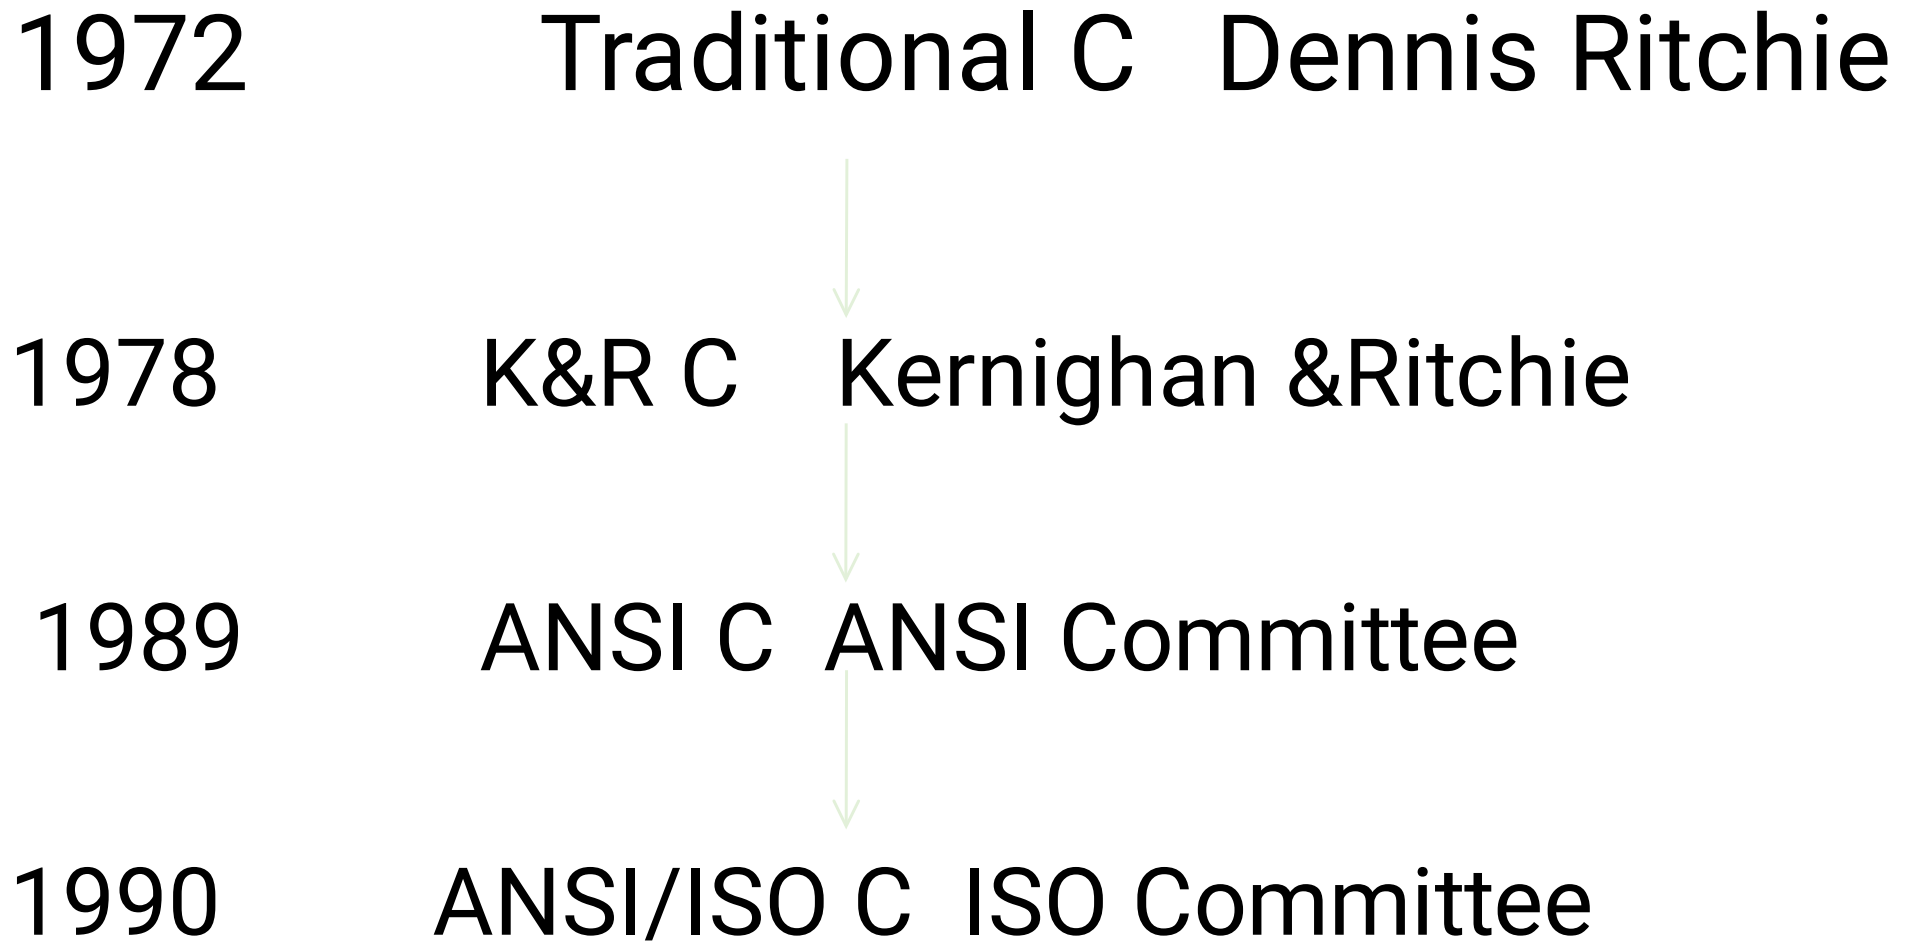 1972 Traditional C Dennis Ritchie
1978 K&R C Kernighan &Ritchie
1989 ANSI C ANSI Committee
1990 ANSI/ISO C ISO Committee